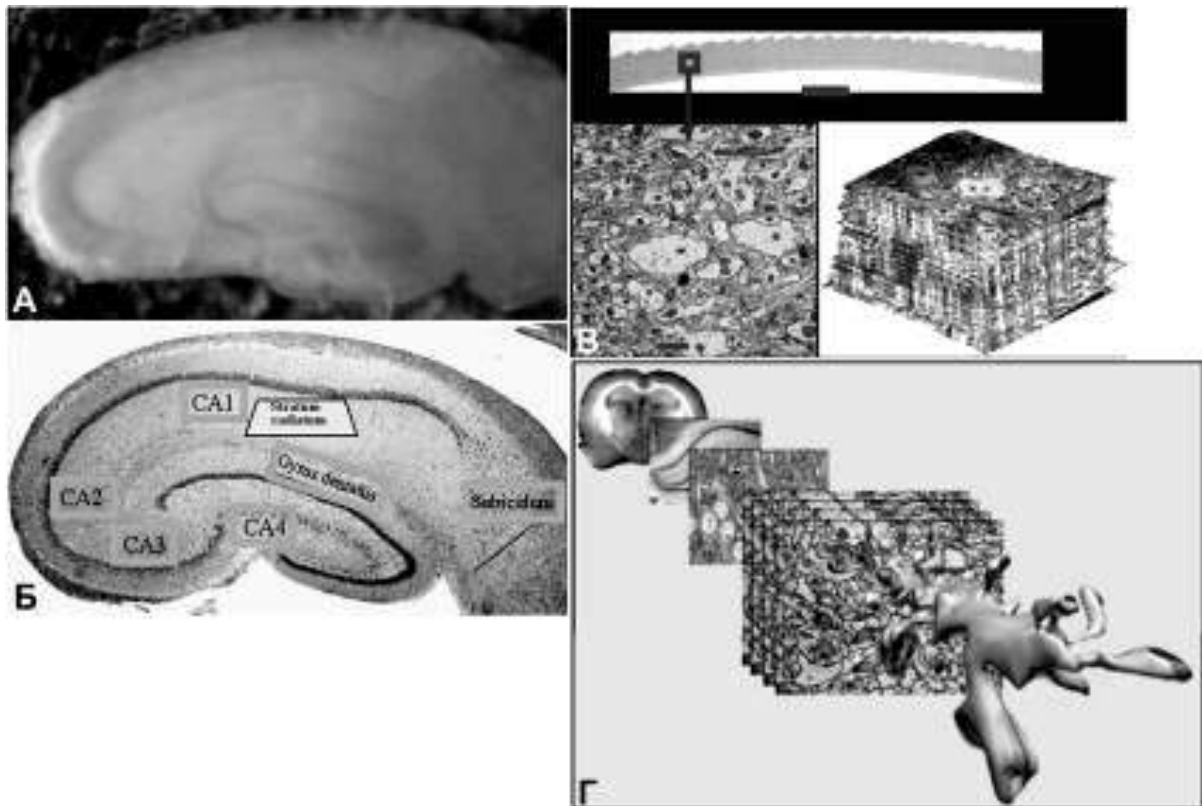 А
Б
CA1
Stratum
radiatum
Gyrus dentatus
CA2
Subiculum
CA3
CA4
В
Г